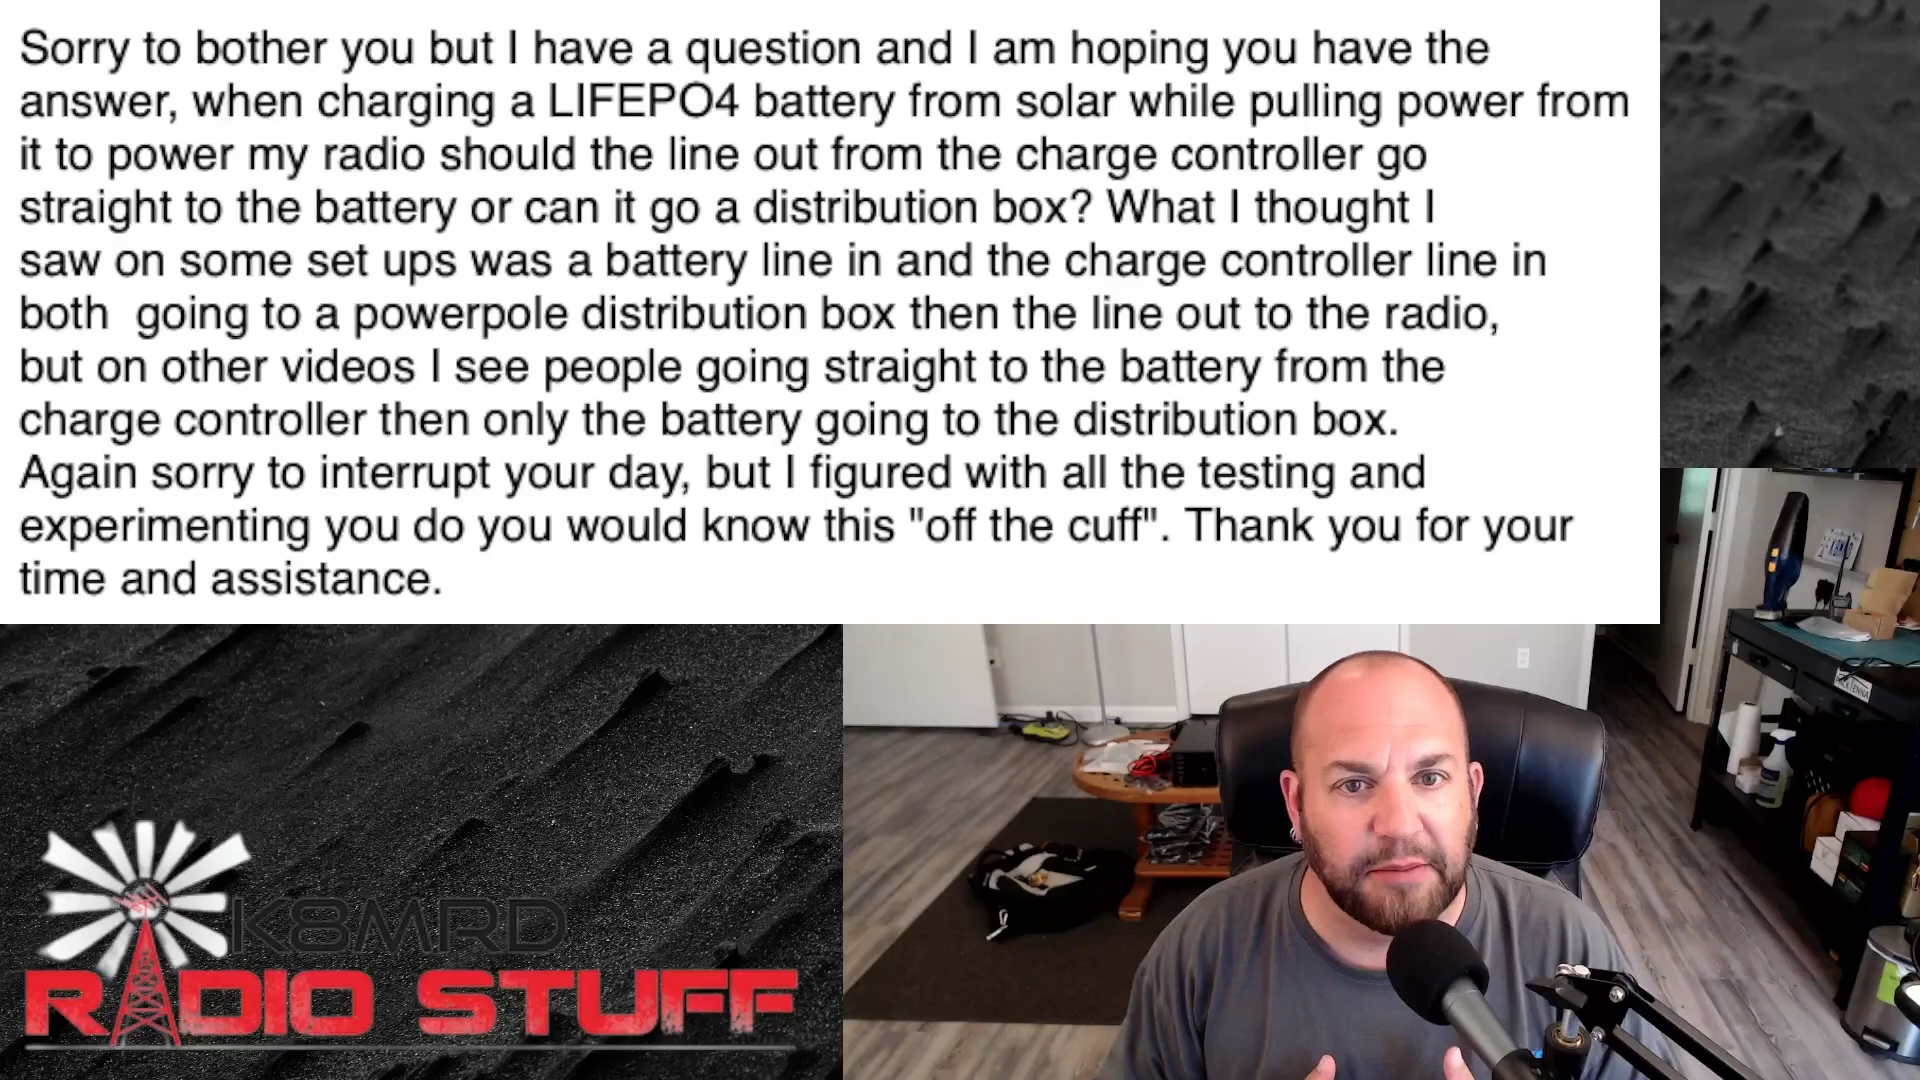 Sorry to bother you but I have a question and I am hoping you have the
answer, when charging a LIFEPO4 battery from solar while pulling power from
it to power my radio should the line out from the charge controller go
straight to the battery or can it go a distribution box? What I thought I
saw on some set ups was a battery line in and the charge controller line in
both  going to a powerpole distribution box then the line out to the radio,
but on other videos I see people going straight to the battery from the
charge controller then only the battery going to the distribution box.
Again sorry to interrupt your day, but I figured with all the testing and
experimenting you do you would know this "off the cuff". Thank you for your
time and assistance.
K8MRD
RADIO STUFF